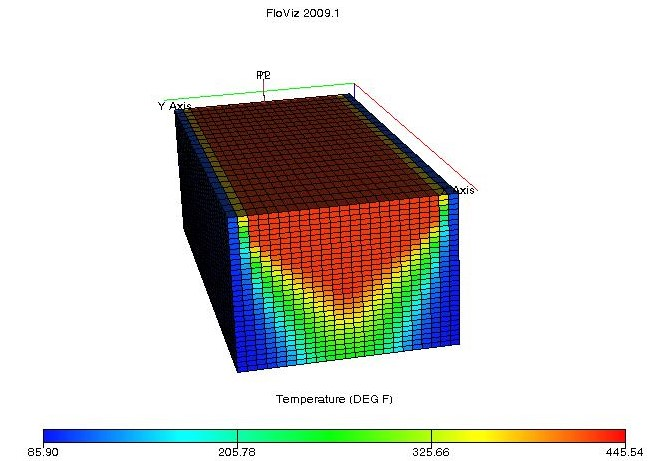 FloViz 2009.1
P2
Y Axis
Axis
Temperature (DEG F)
85.90 205.78 325.66 445.54